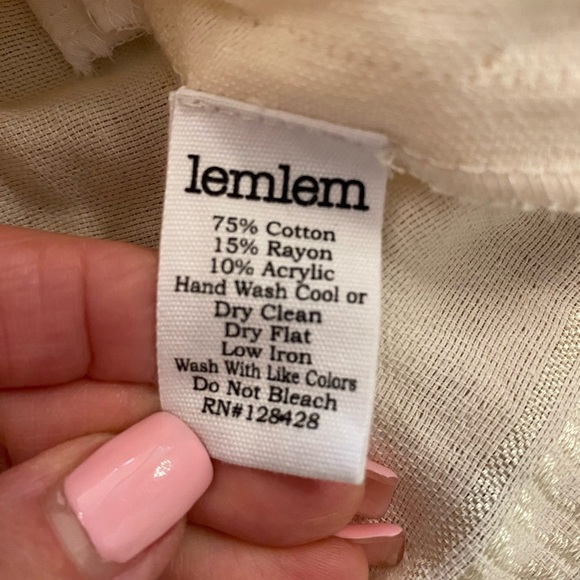 lemlem
75% Cotton
15% Rayon
10% Acrylic
Hand Wash Cool or
Dry Clean
Dry Flat
Low Iron
Wash With Like Colors
Do Not Bleach
RN#128428